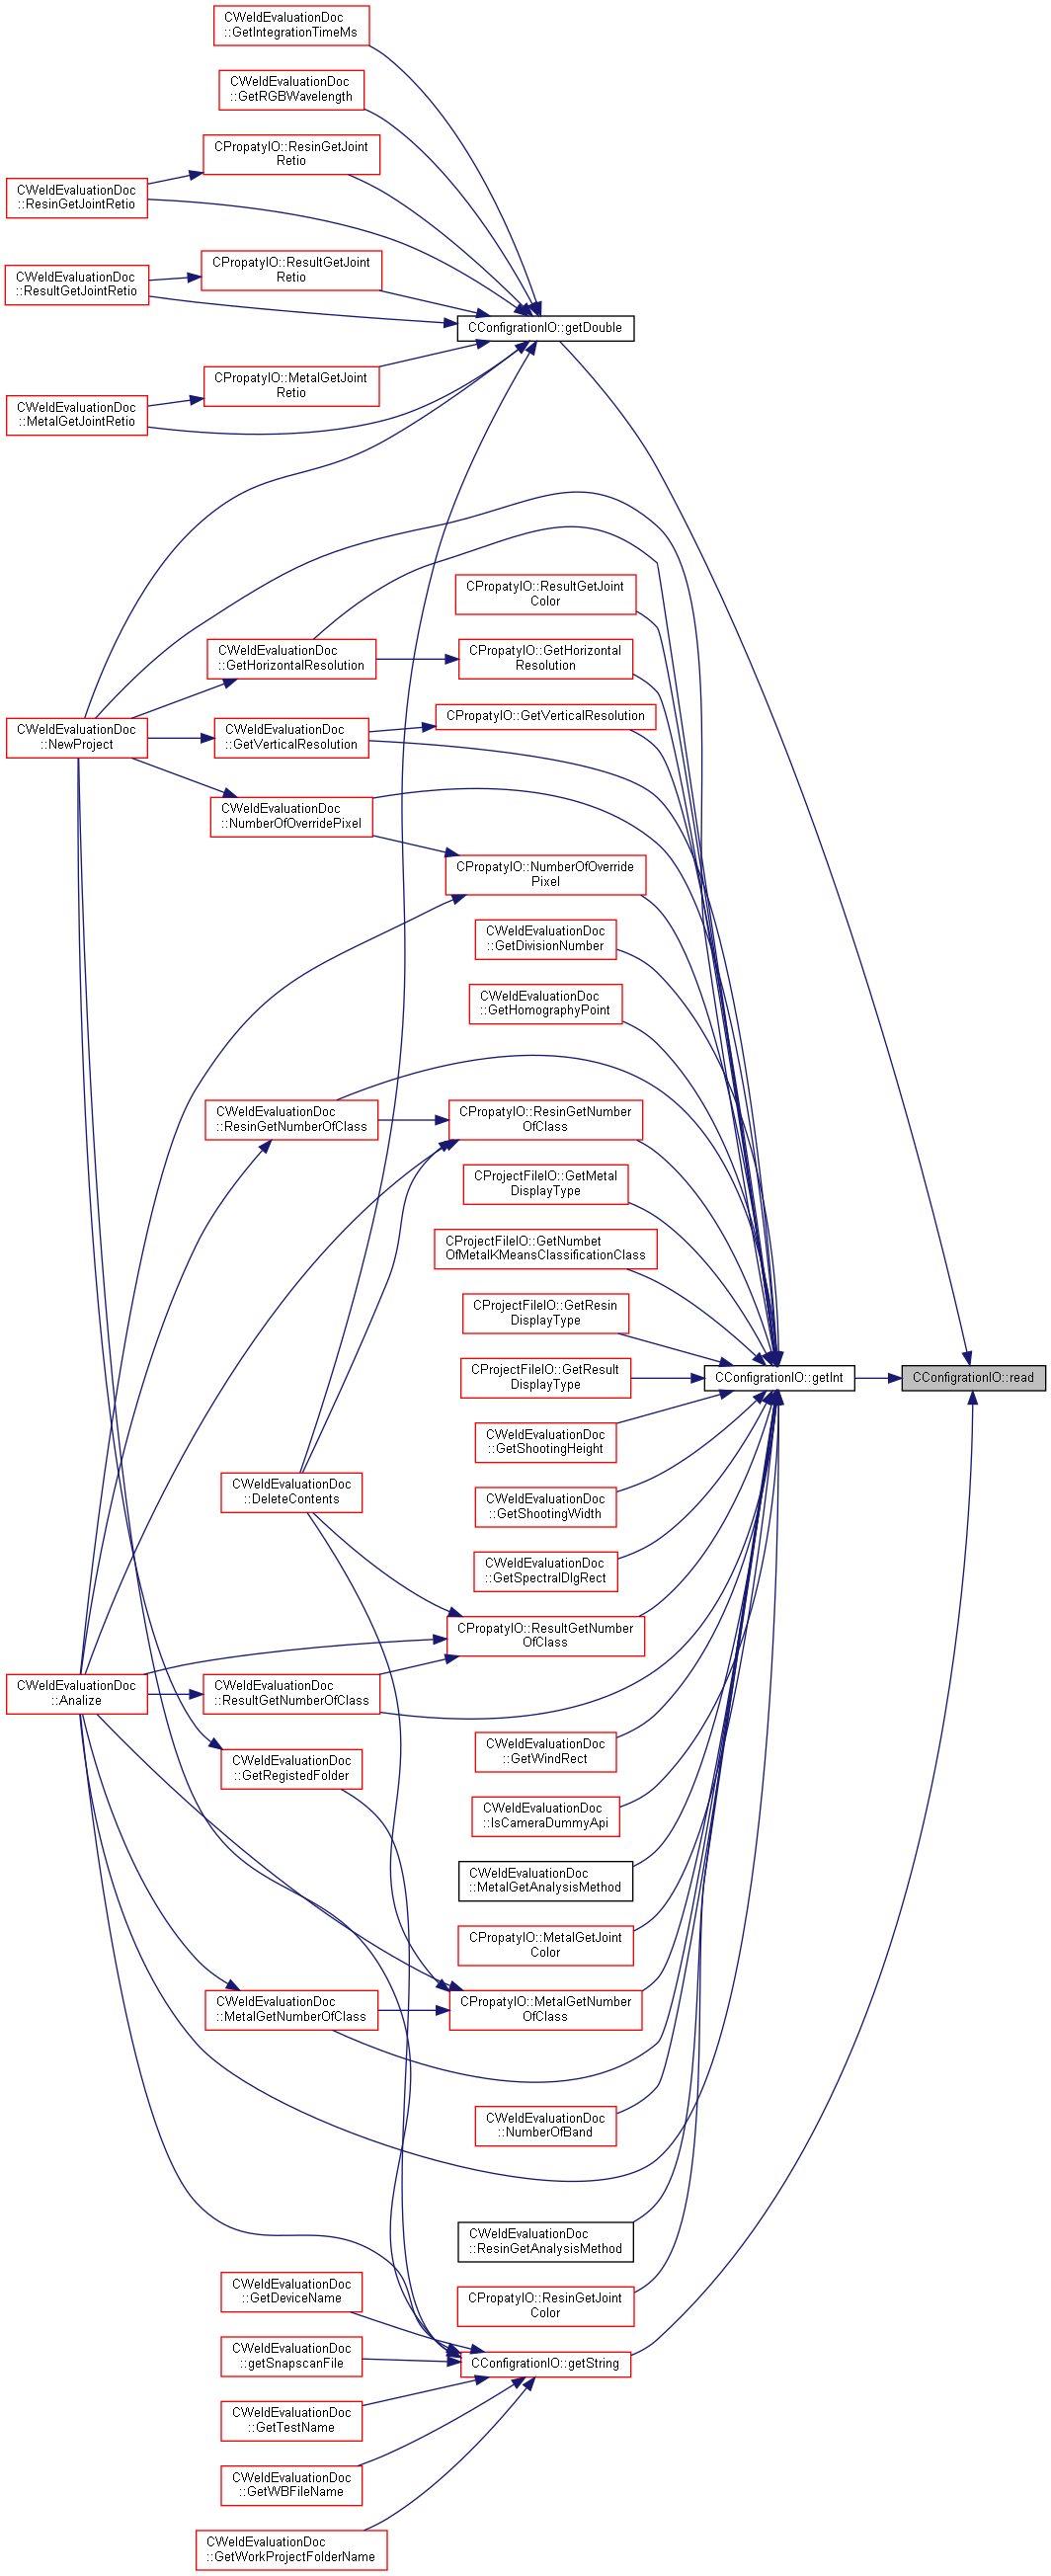 CWeldEvaluationDoc
::GetIntegrationTimeMs
CWeldEvaluationDoc
::GetRGBWavelength
CPropatyIO::ResinGetJoint
Retio
CWeldEvaluationDoc
::ResinGetJointRetio
CPropatyIO::ResultGetJoint
Retio
CWeldEvaluationDoc
::ResultGetJointRetio
CConfigrationIO::getDouble
CPropatyIO::MetalGetJoint
Retio
CWeldEvaluationDoc
::MetalGetJointRetio
CPropatyIO::ResultGetJoint
Color
CWeldEvaluationDoc
::GetHorizontalResolution
CPropatyIO::GetHorizontal
Resolution
CWeldEvaluationDoc
::NewProject
CWeldEvaluationDoc
::GetVerticalResolution
CPropatyIO::GetVerticalResolution
CWeldEvaluationDoc
::NumberOfOverridePixel
CPropatyIO::NumberOfOverride
Pixel
CWeldEvaluationDoc
::GetDivisionNumber
CWeldEvaluationDoc
::GetHomographyPoint
CWeldEvaluationDoc
::ResinGetNumberOfClass
CPropatyIO::ResinGetNumber
OfClass
CProjectFileIO::GetMetal
DisplayType
CProjectFileIO::GetNumbet
OfMetalKMeansClassificationClass
CProjectFileIO::GetResin
DisplayType
CProjectFileIO::GetResult
DisplayType
CConfigrationIO::getInt
CConfigrationIO::read
CWeldEvaluationDoc
::GetShootingHeight
CWeldEvaluationDoc
::DeleteContents
CWeldEvaluationDoc
::GetShootingWidth
CWeldEvaluationDoc
::GetSpectralDlgRect
CPropatyIO::ResultGetNumber
OfClass
CWeldEvaluationDoc
::Analize
CWeldEvaluationDoc
::ResultGetNumberOfClass
CWeldEvaluationDoc
::GetWindRect
CWeldEvaluationDoc
::GetRegistedFolder
CWeldEvaluationDoc
::IsCameraDummyApi
CWeldEvaluationDoc
::MetalGetAnalysisMethod
CPropatyIO::MetalGetJoint
Color
CWeldEvaluationDoc
::MetalGetNumberOfClass
CPropatyIO::MetalGetNumber
OfClass
CWeldEvaluationDoc
::NumberOfBand
CWeldEvaluationDoc
::ResinGetAnalysisMethod
CWeldEvaluationDoc
::GetDeviceName
CPropatyIO::ResinGetJoint
Color
CWeldEvaluationDoc
::getSnapscanFile
CConfigrationIO::getString
CWeldEvaluationDoc
::GetTestName
CWeldEvaluationDoc
::GetWBFileName
CWeldEvaluationDoc
::GetWorkProjectFolderName